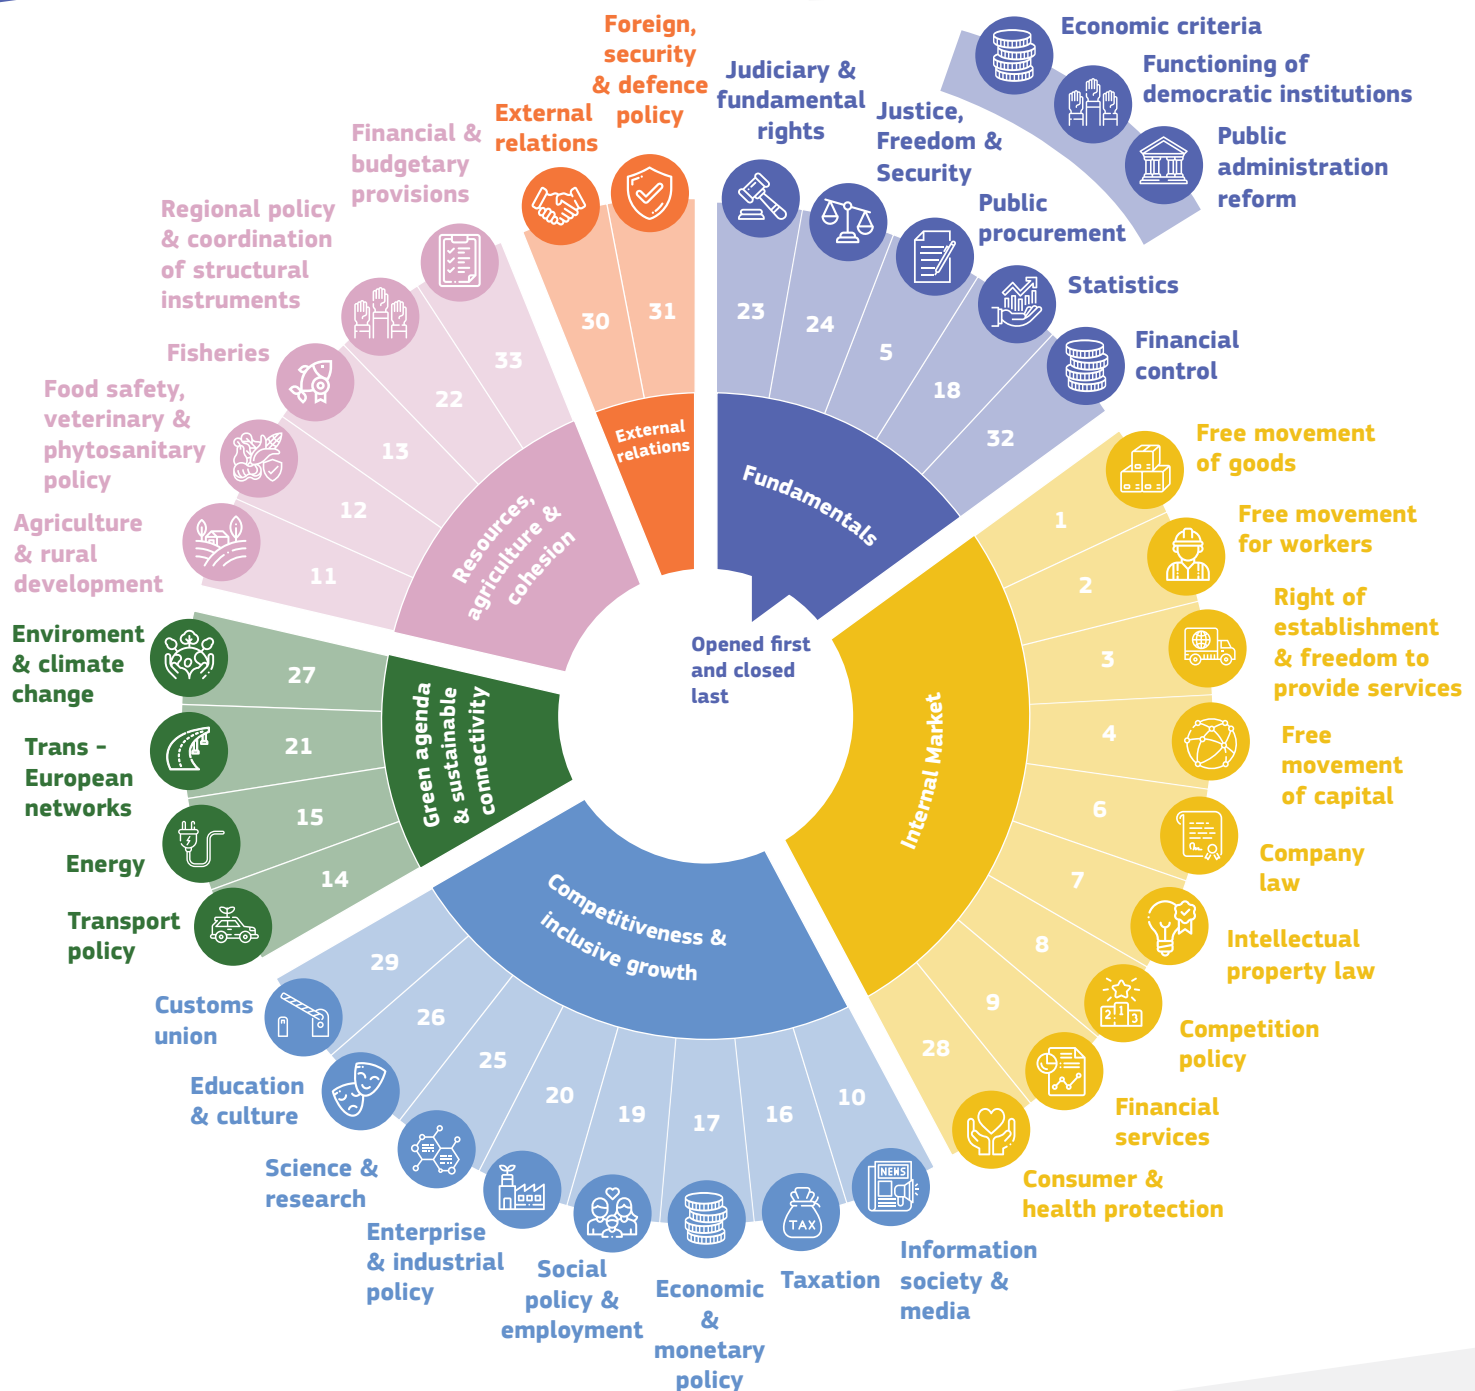 Foreign,
security
& defence
policy
External
relations
30
31
External
relations
Judiciary &
fundamental
rights
Justice,
Freedom &
Security
Public
procurement
Statistics
Financial
control
23
24
5
18
32
Fundamentals
Opened first
and closed
last
Economic criteria
Functioning of
democratic institutions
Public
administration
reform
Free movement
of goods
Free movement
for workers
Right of
establishment
& freedom to
provide services
Free
movement
of capital
Company
law
Intellectual
property law
Competition
policy
Financial
services
Consumer &
health protection
1
2
3
4
6
7
8
9
28
Internal Market
2 1 3
Information
society &
media
Taxation
Economic
&
monetary
policy
Social
policy &
employment
Enterprise
& industrial
policy
Science &
research
Education
& culture
Customs
union
10
16
17
19
20
25
26
29
NEWS
TAX
Competitiveness &
inclusive growth
Transport
policy
Energy
Trans -
European
networks
Enviroment
& climate
change
14
15
21
27
Green agenda
& sustainable
connectivity
Agriculture
& rural
development
Food safety,
veterinary &
phytosanitary
policy
Fisheries
Regional policy
& coordination
of structural
instruments
Financial &
budgetary
provisions
11
12
13
22
33
Resources,
agriculture &
cohesion